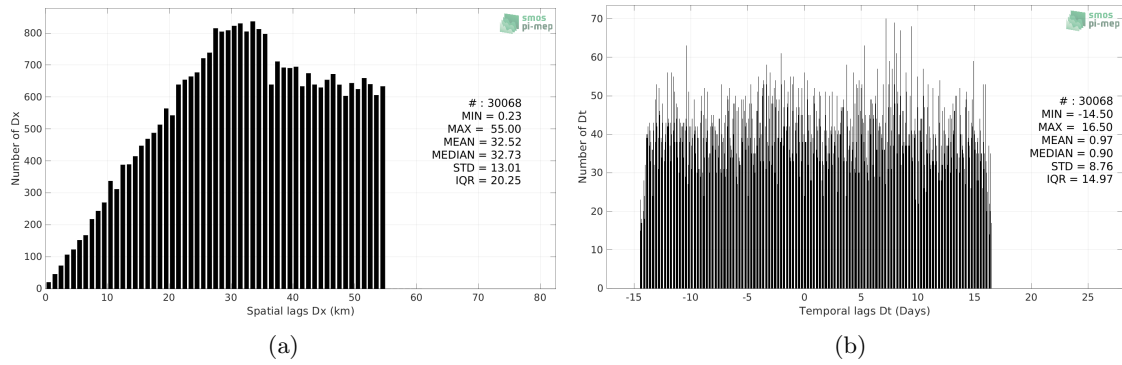 smos
pi-mep
Number of Dx
800
700
600
500
400
300
200
100
0
# : 30068
MIN = 0.23
MAX = 55.00
MEAN = 32.52
MEDIAN = 32.73
STD = 13.01
IQR = 20.25
0 10 20 30 40 50 60 70 80
Spatial lags Dx (km)
(a)
smos
pi-mep
Number of Dt
70
60
50
40
30
20
10
0
# : 30068
MIN = -14.50
MAX = 16.50
MEAN = 0.97
MEDIAN = 0.90
STD = 8.76
IQR = 14.97
-15 -10 -5 0 5 10 15 20 25
Temporal lags Dt (Days)
(b)